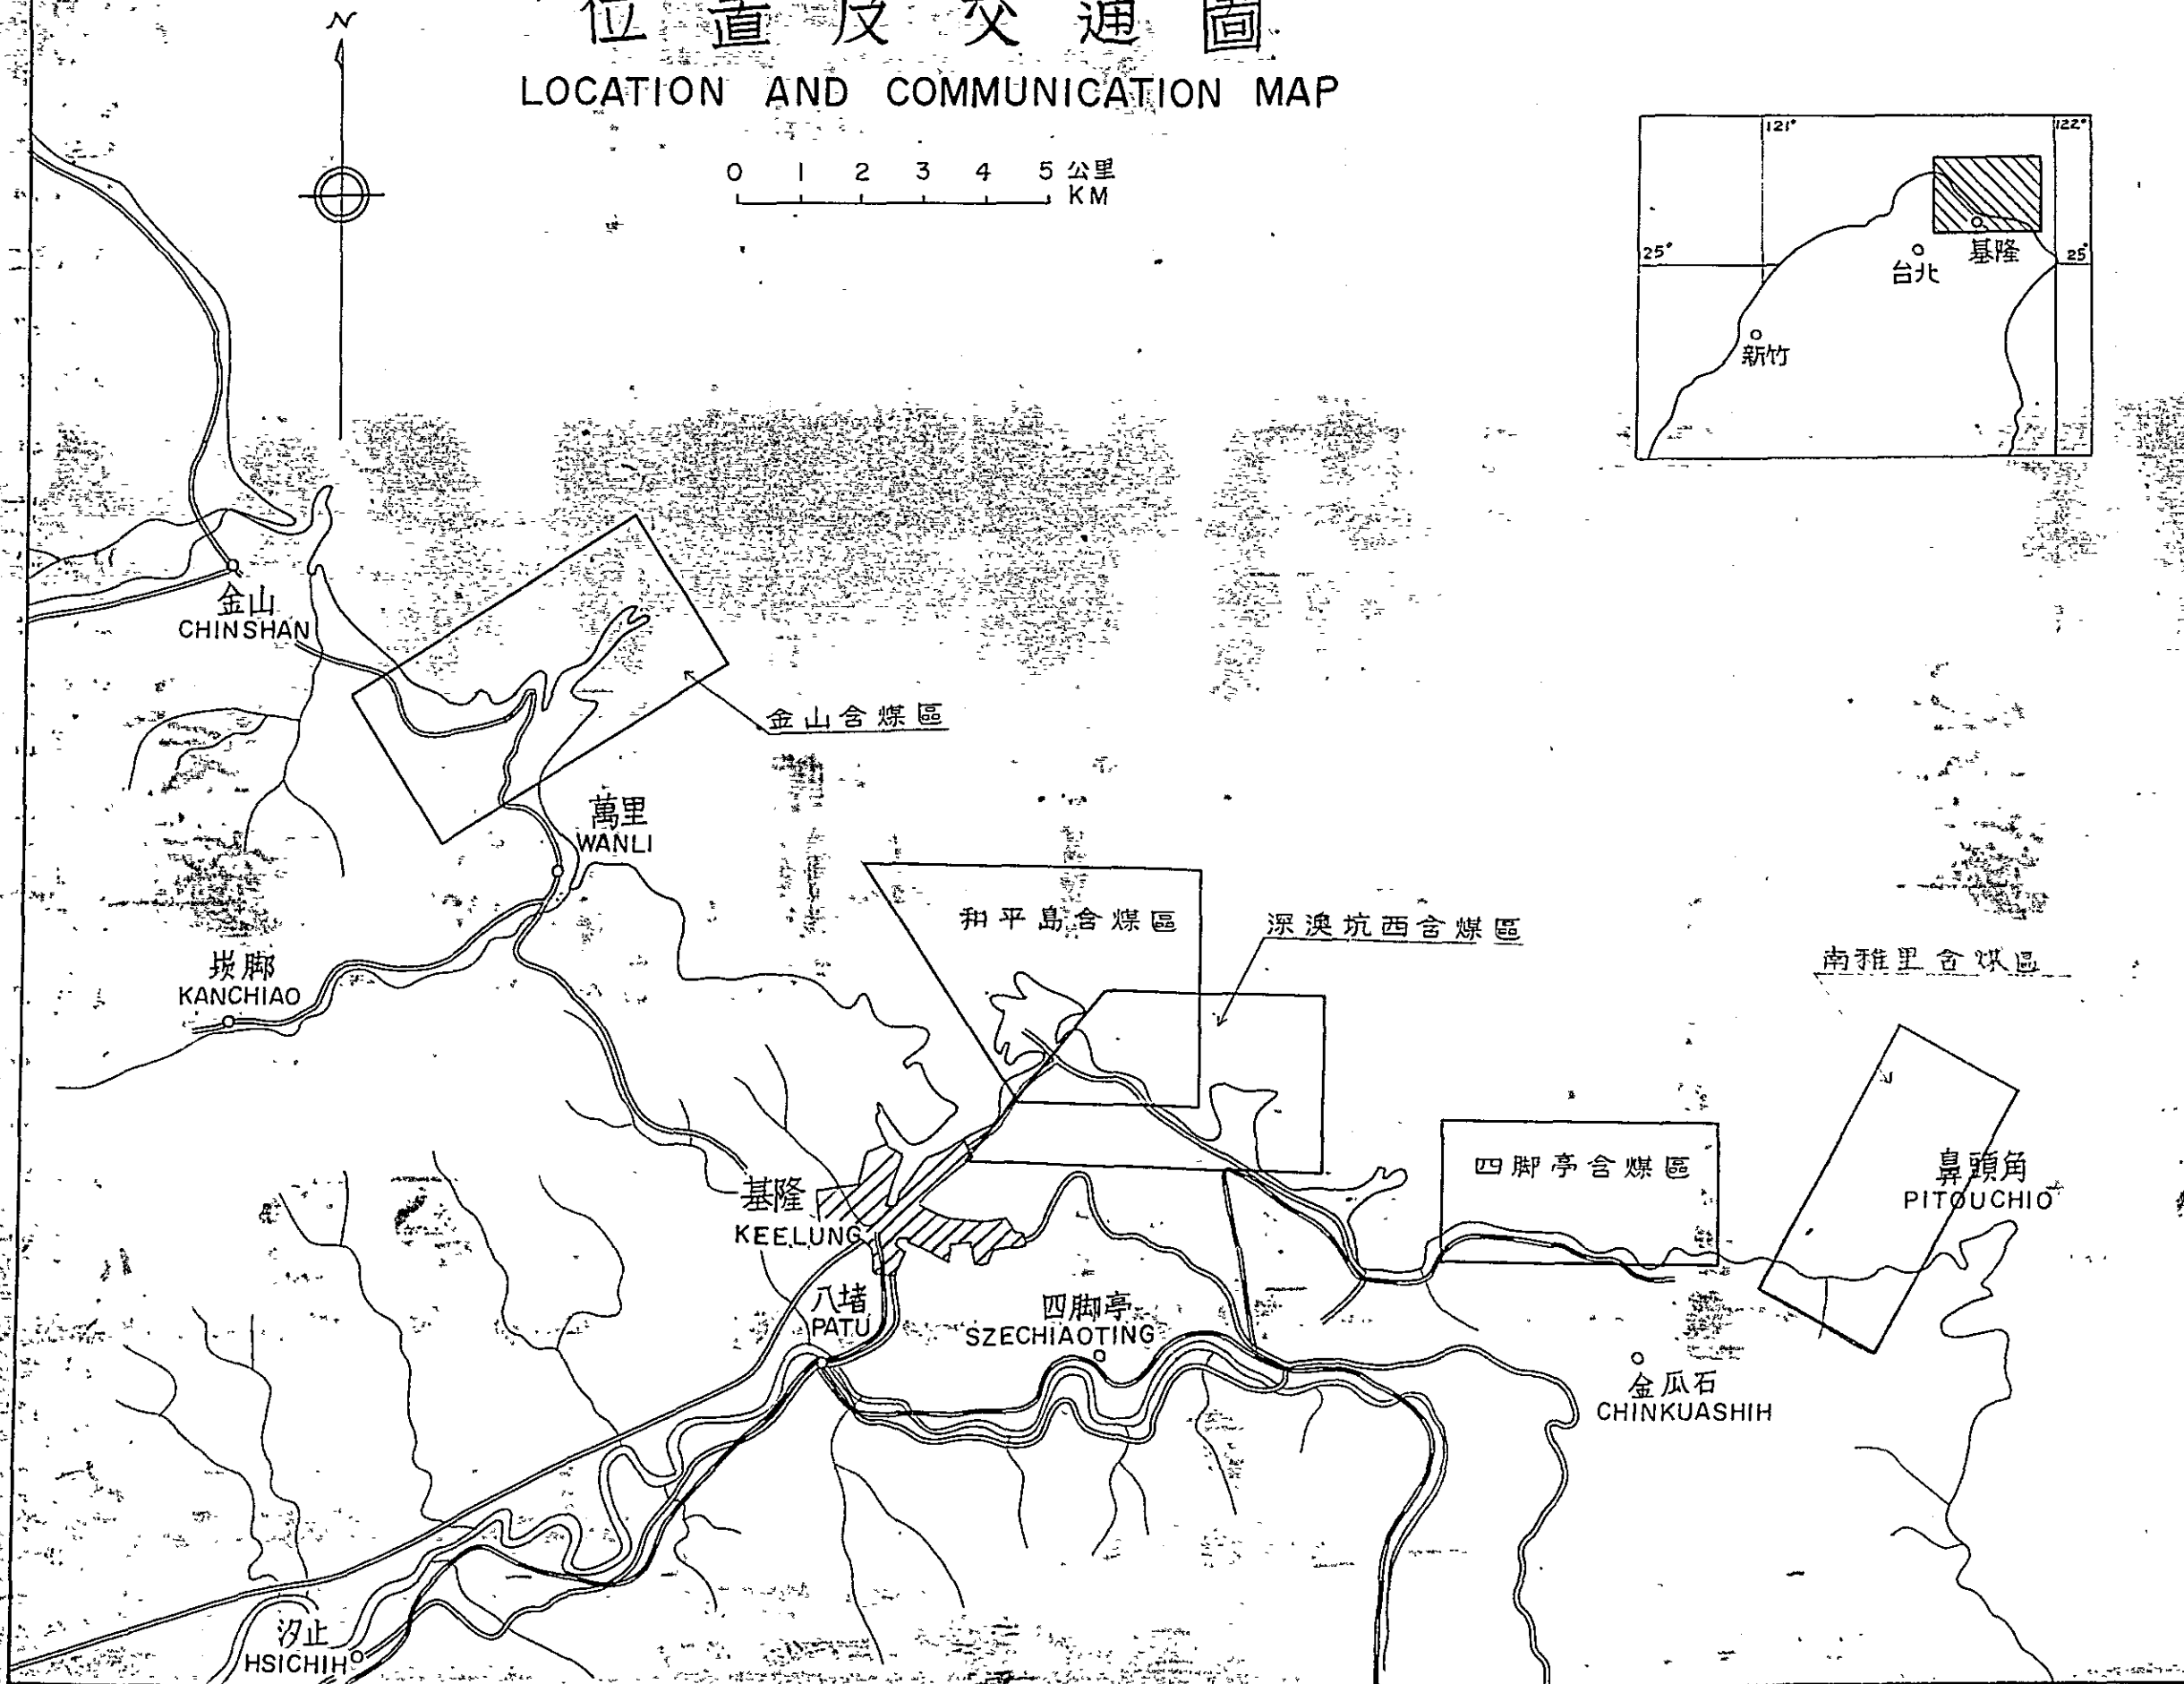 位置及交通圖
LOCATION AND COMMUNICATION MAP
N
0 1 2 3 4 5 公里
KM
121° 122°
25° 25°
基隆
台北
新竹
金山
CHINSHAN
金山含煤區
萬里
WANLI
和平島含煤區
深澳坑西含煤區
南雅里含煤區
崁脚
KANCHIAO
四脚亭含煤區
鼻頭角
PITOUCHIO
基隆
KEELUNG
八堵
PATU
四脚亭
SZECHIAOTING
金瓜石
CHINKUASHIH
汐止
HSICHIH